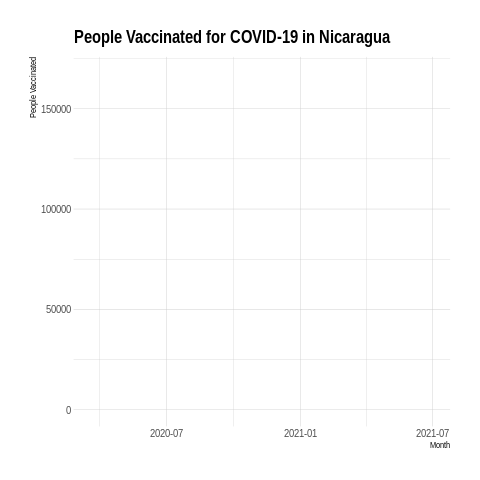 People Vaccinated for COVID-19 in Nicaragua
People Vaccinated
150000
100000
50000
0
2020-07 2021-01 2021-07
Month